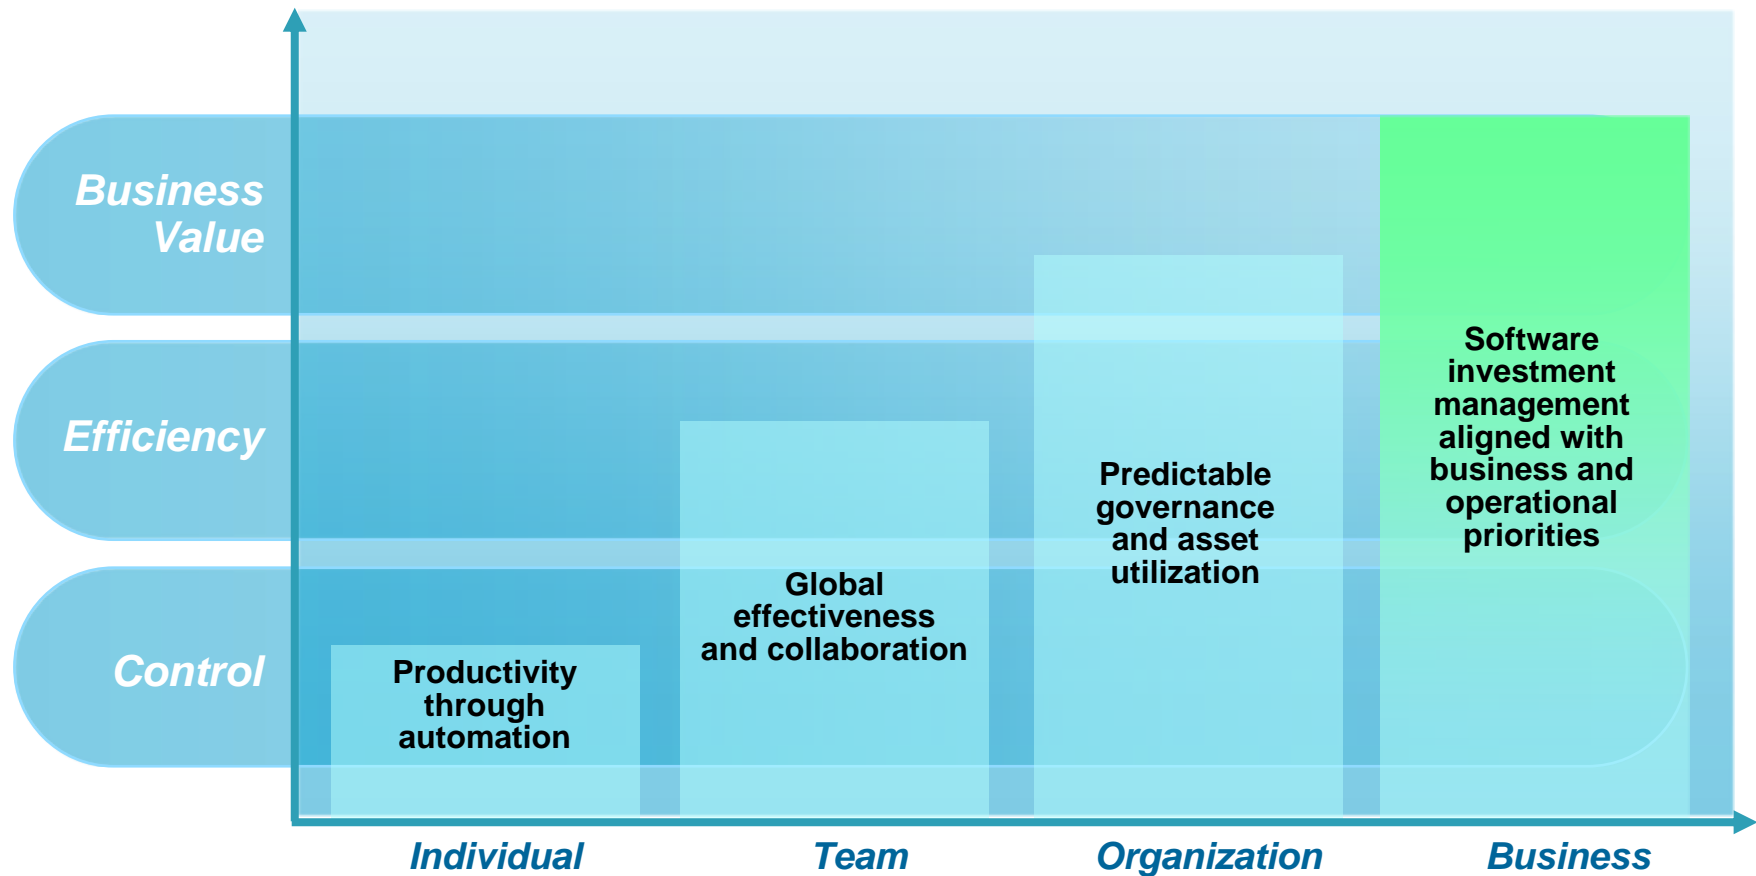 Business
Value
Efficiency
Control
Productivity
through
automation
Global
effectiveness
and collaboration
Predictable
governance
and asset
utilization
Software
investment
management
aligned with
business and
operational
priorities
Individual
Team
Organization
Business